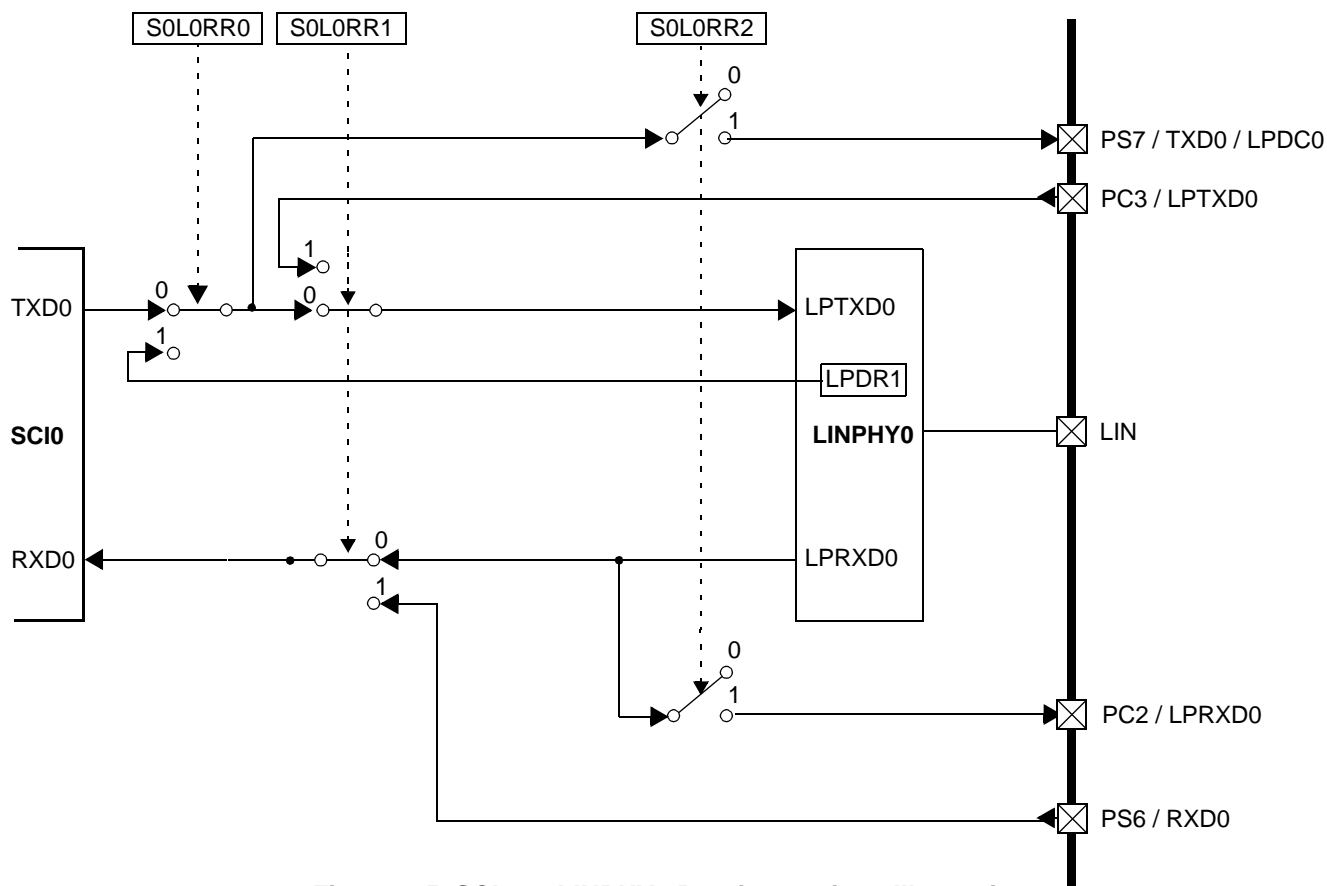 S0L0RR0 S0L0RR1 S0L0RR2
0
1
PS7 / TXD0 / LPDC0
PC3 / LPTXD0
1
0
0
TXD0
LPTXD0
1
LPDR1
SCI0
LINPHY0
LIN
0
RXD0
LPRXD0
1
0
1
PC2 / LPRXD0
PS6 / RXD0